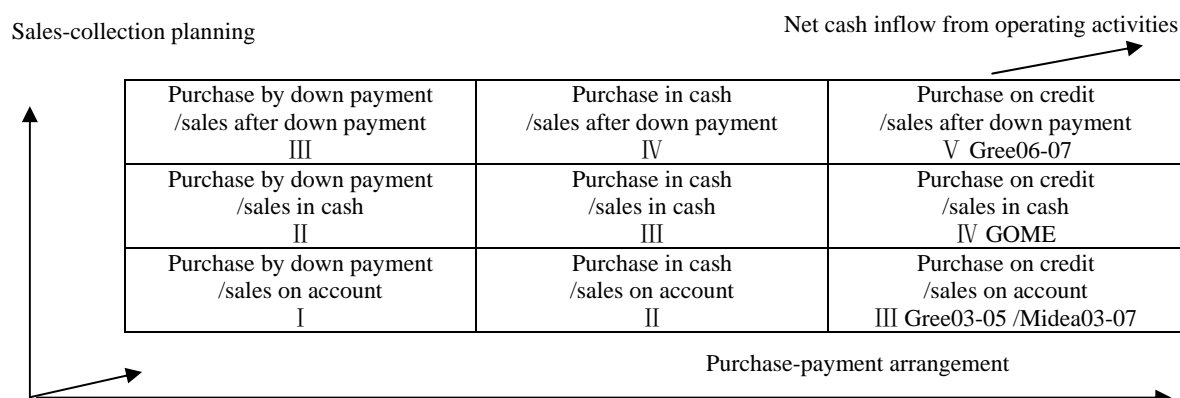 Sales-collection planning
Net cash inflow from operating activities
Purchase by down payment
/sales after down payment
Ⅲ
Purchase in cash
/sales after down payment
Ⅳ
Purchase on credit
/sales after down payment
Ⅴ Gree06-07
Purchase by down payment
/sales in cash
Ⅱ
Purchase in cash
/sales in cash
Ⅲ
Purchase on credit
/sales in cash
Ⅳ GOME
Purchase by down payment
/sales on account
Ⅰ
Purchase in cash
/sales on account
Ⅱ
Purchase on credit
/sales on account
Ⅲ Gree03-05 /Midea03-07
Purchase-payment arrangement